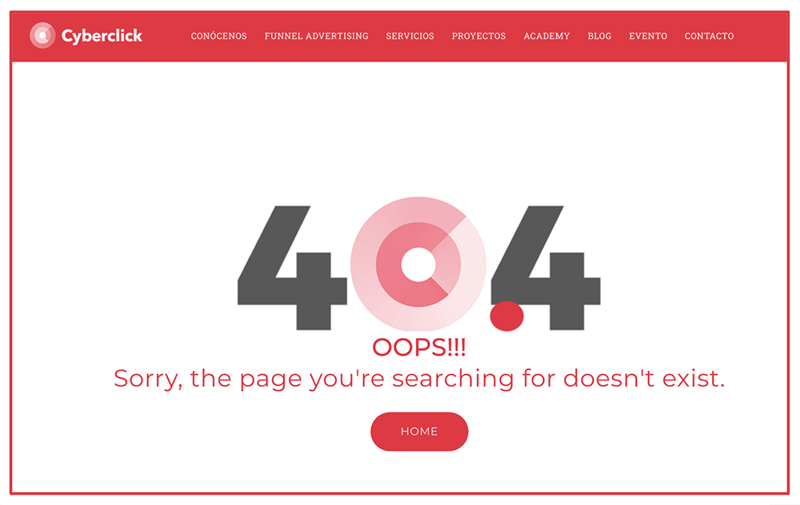 Cyberclick
CONÓCENOS FUNNEL ADVERTISING SERVICIOS PROYECTOS ACADEMY BLOG EVENTO CONTACTO
404
OOPS!!!
Sorry, the page you're searching for doesn't exist.
HOME